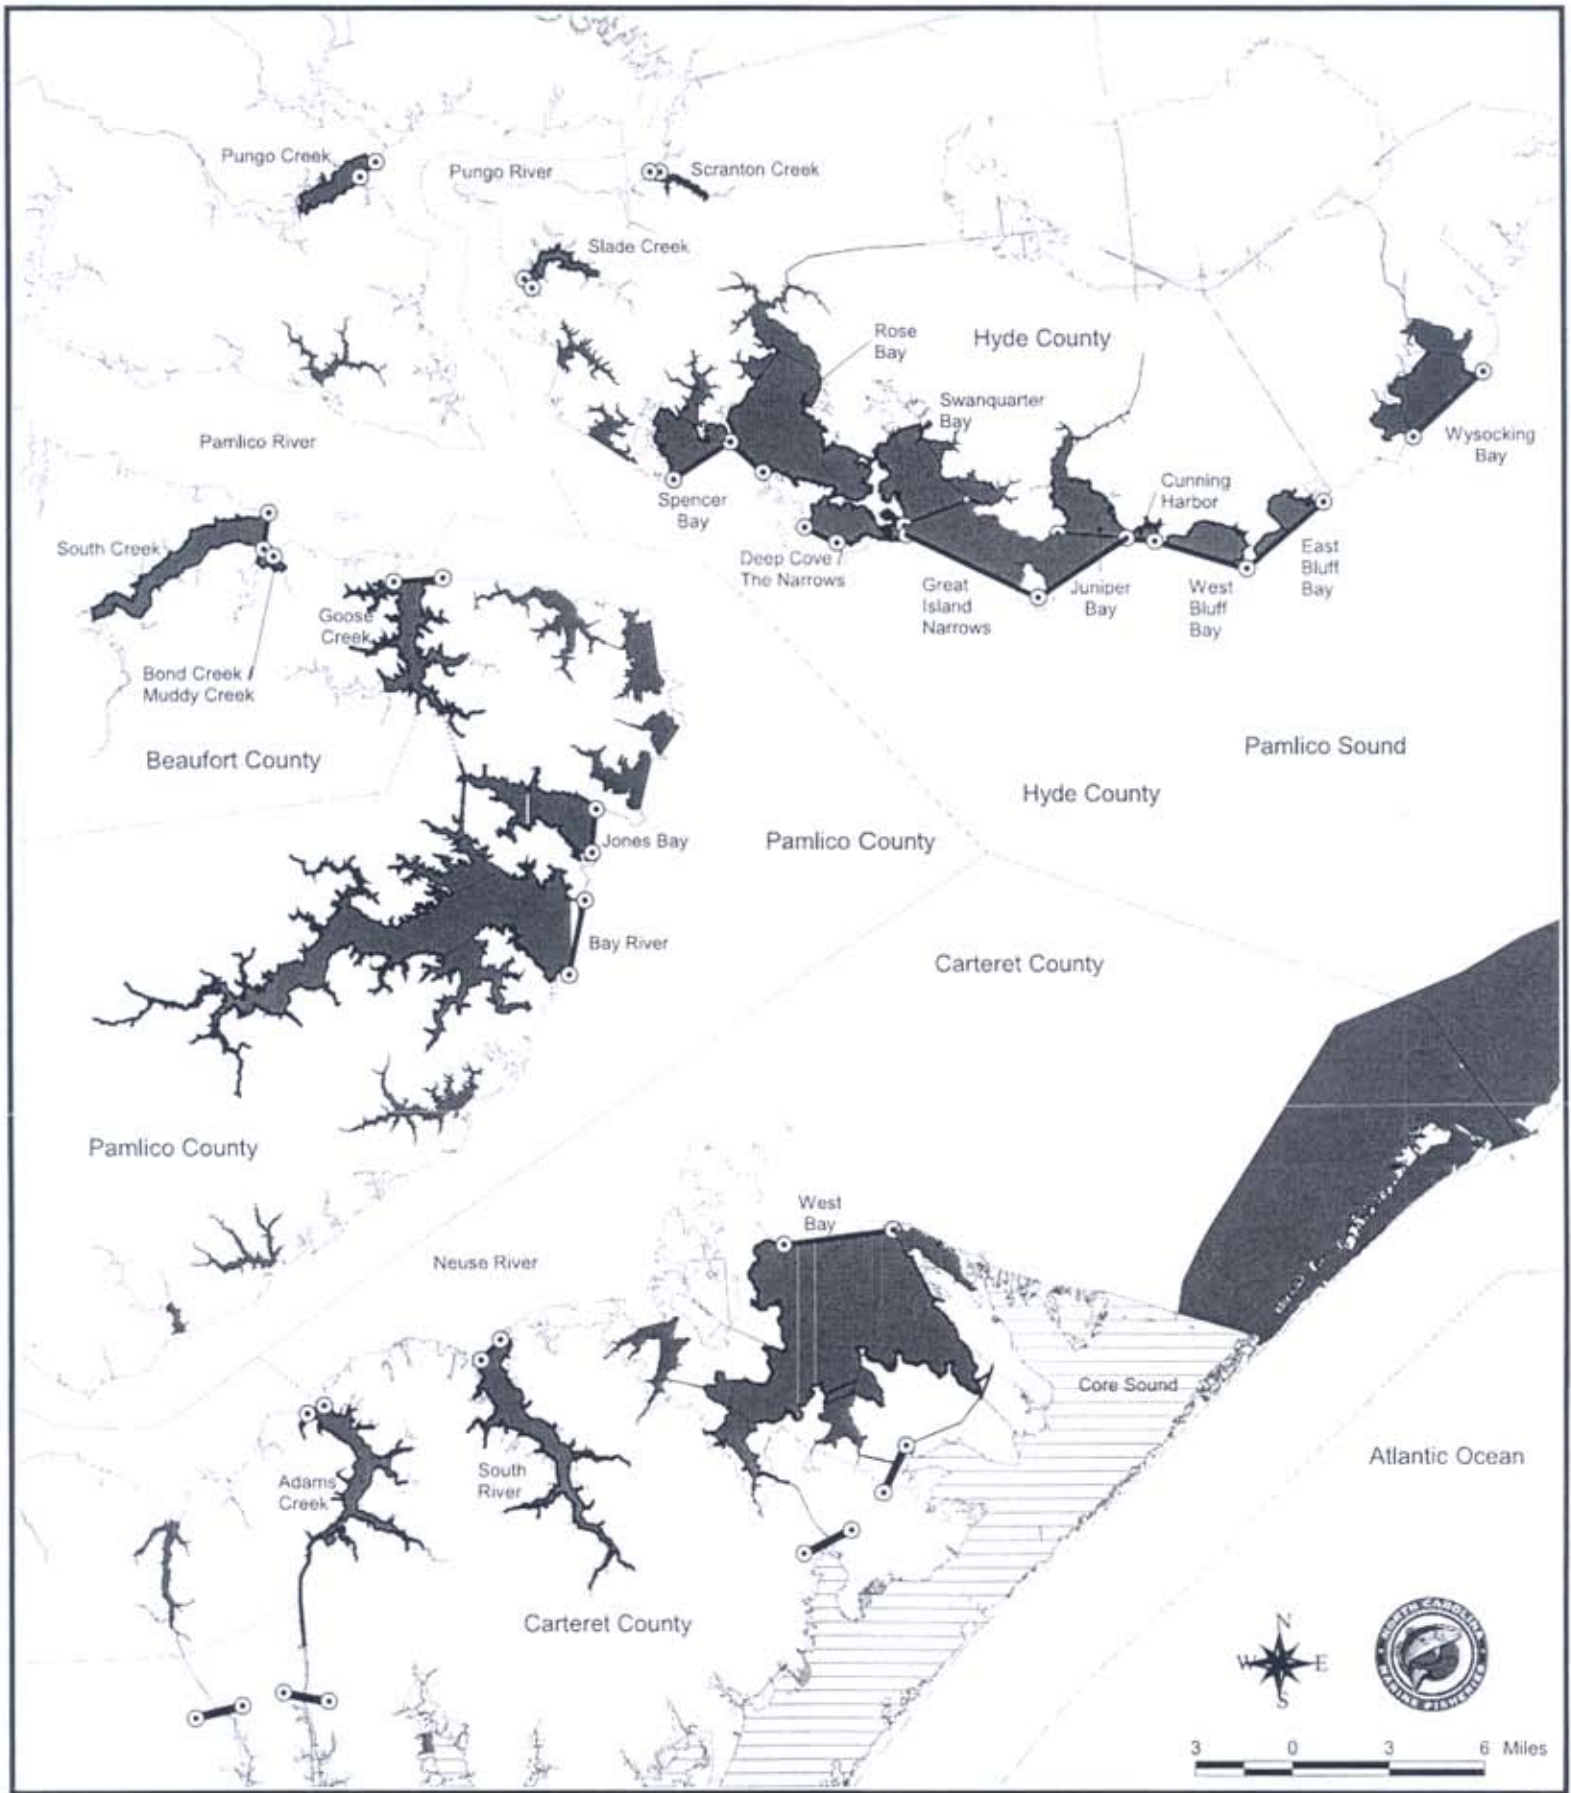 Pungo Creek
Pungo River
Scranton Creek
Slade Creek
Rose
Bay
Hyde County
Swanquarter
Bay
Pamlico River
Wysocking
Bay
Spencer
Bay
Cunning
Harbor
South Creek
Deep Cove /
The Narrows
East
Bluff
Bay
Great
Island
Narrows
Juniper
Bay
West
Bluff
Bay
Goose
Creek
Bond Creek /
Muddy Creek
Beaufort County
Pamlico Sound
Hyde County
Jones Bay
Pamlico County
Bay River
Carteret County
Pamlico County
West
Bay
Neuse River
Core Sound
Atlantic Ocean
Adams
Creek
South
River
Carteret County
N
W E
S
NORTH CAROLINA
MARINE FISHERIES
3 0 3 6 Miles